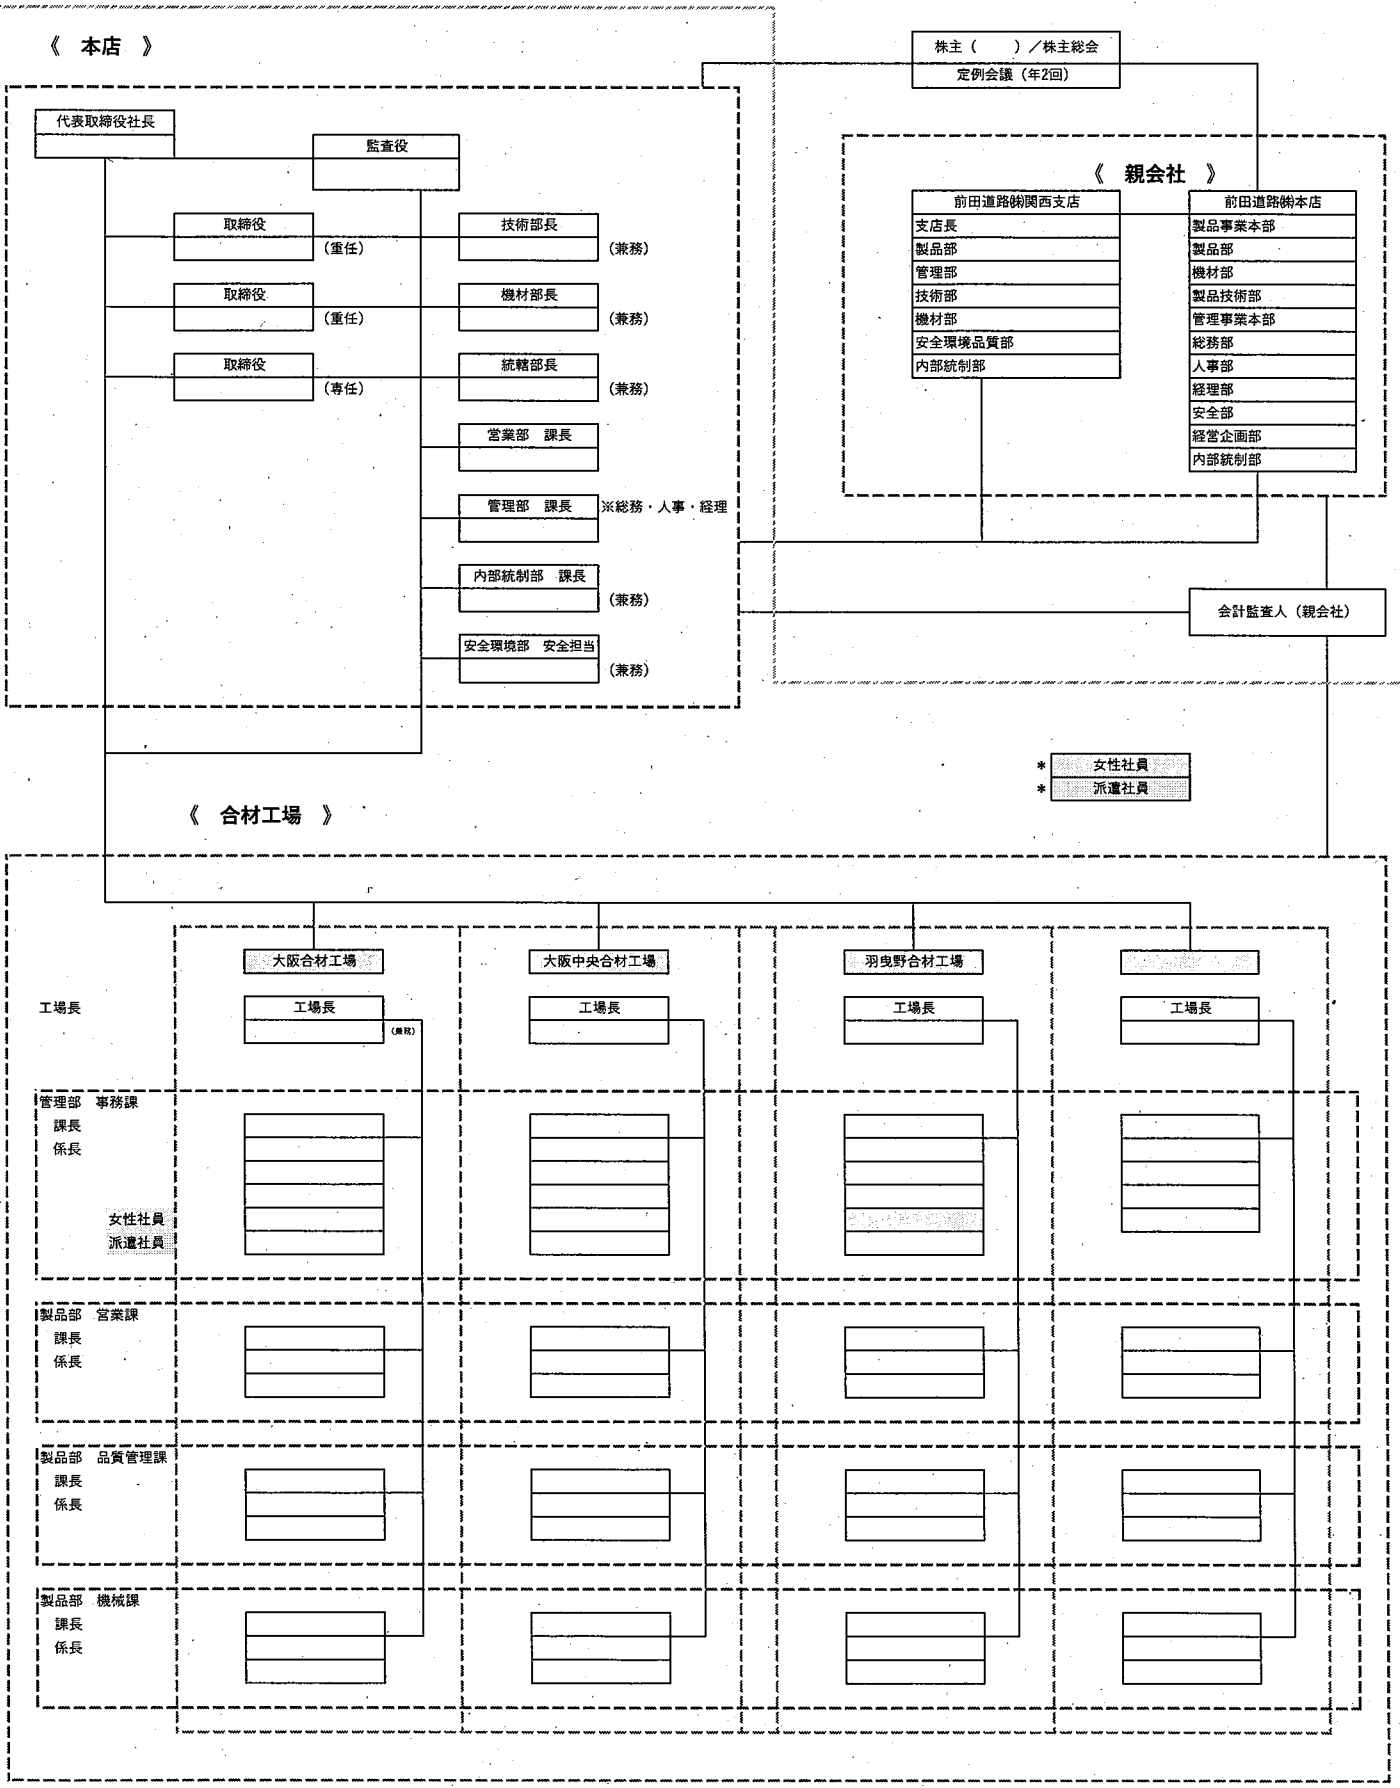 《　本店　》
株主（　　　）／株主総会
定例会議（年2回）
代表取締役社長
監査役
《　親会社　》
前田道路㈱関西支店
支店長
製品部
管理部
技術部
機材部
安全環境品質部
内部統制部
前田道路㈱本店
製品事業本部
製品部
機材部
製品技術部
管理事業本部
総務部
人事部
経理部
安全部
経営企画部
内部統制部
取締役
（重任）
技術部長
（兼務）
取締役
（重任）
機材部長
（兼務）
取締役
（専任）
統轄部長
（兼務）
営業部　課長
管理部　課長
※総務・人事・経理
内部統制部　課長
（兼務）
安全環境部　安全担当
（兼務）
会計監査人（親会社）
*　女性社員
*　派遣社員
《　合材工場　》
大阪合材工場
大阪中央合材工場
羽曳野合材工場
工場長
工場長
（兼務）
工場長
工場長
工場長
管理部　事務課
課長
係長
女性社員
派遣社員
製品部　営業課
課長
係長
製品部　品質管理課
課長
係長
製品部　機械課
課長
係長